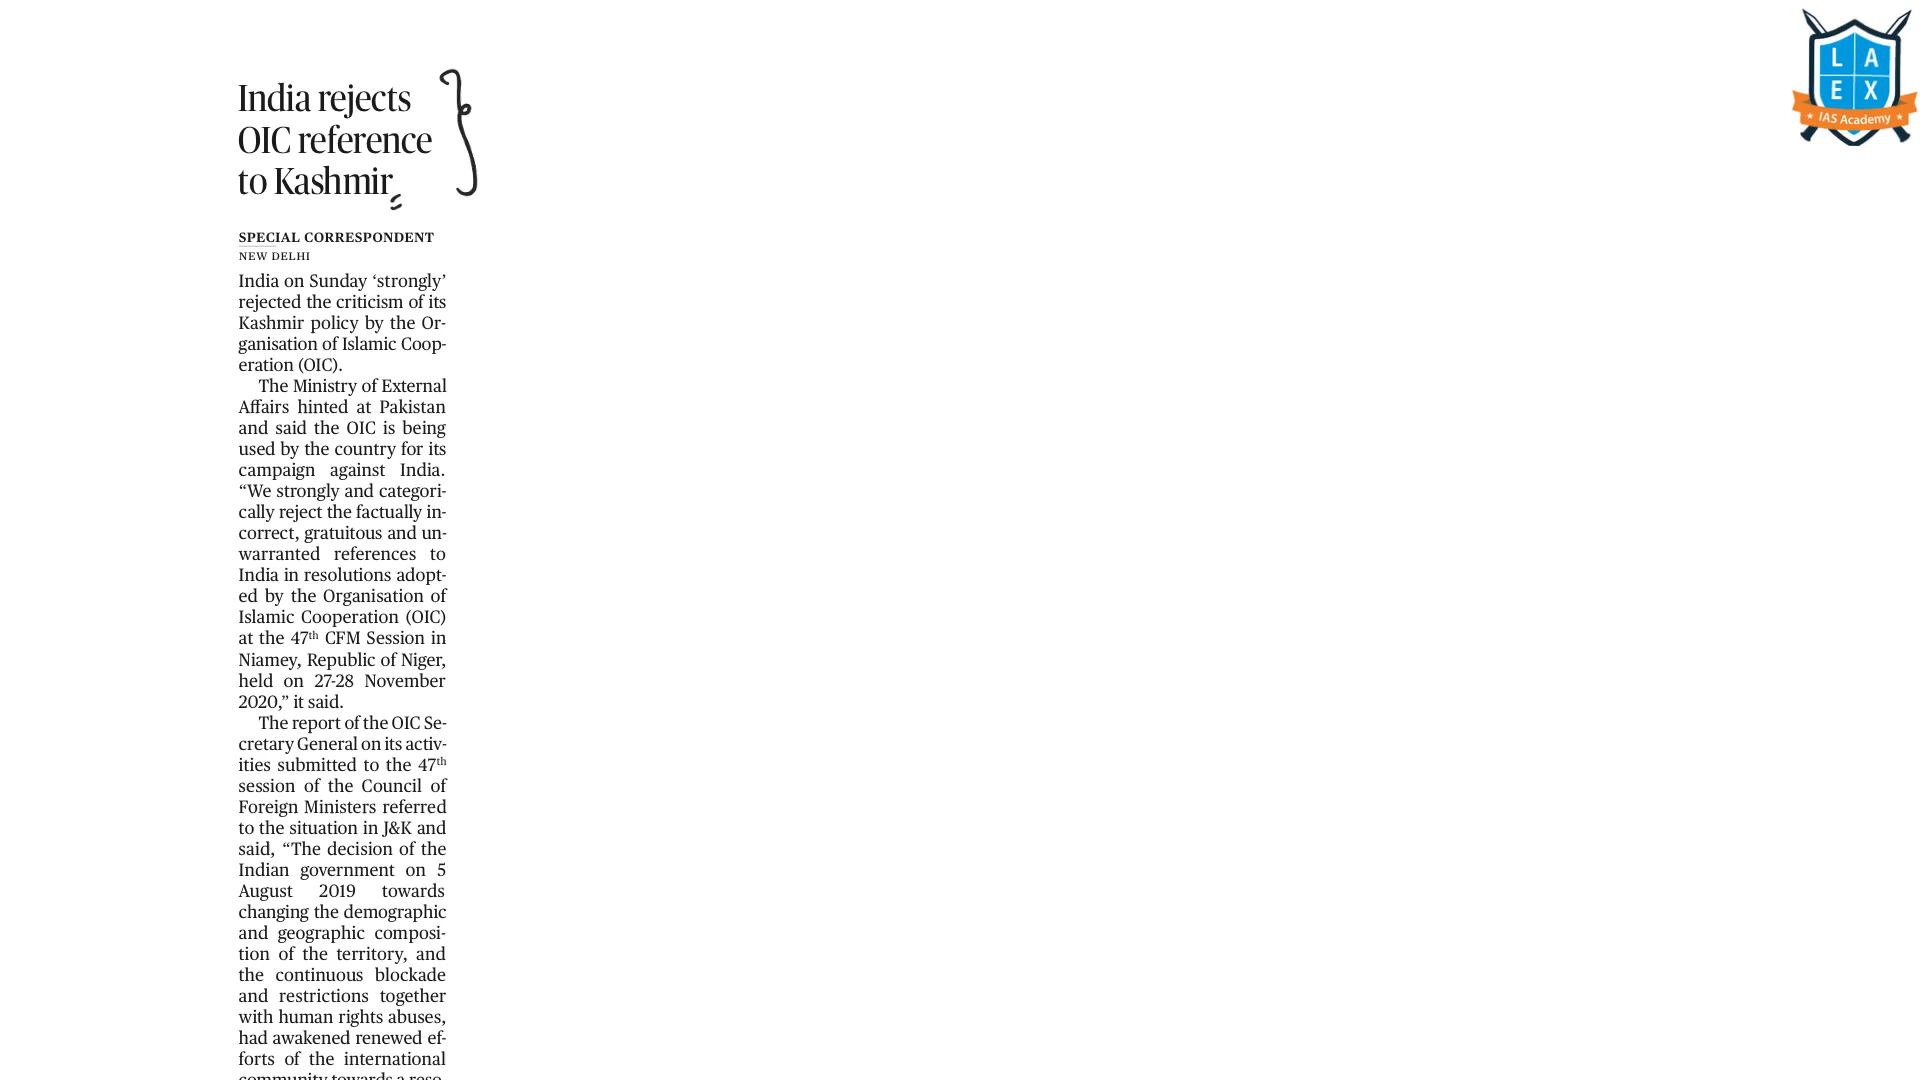 India rejects
OIC reference
to Kashmir
SPECIAL CORRESPONDENT
NEW DELHI
India on Sunday ‘strongly’
rejected the criticism of its
Kashmir policy by the Or-
ganisation of Islamic Coop-
eration (OIC).
The Ministry of External
Affairs hinted at Pakistan
and said the OIC is being
used by the country for its
campaign against India.
“We strongly and categori-
cally reject the factually in-
correct, gratuitous and un-
warranted references to
India in resolutions adopt-
ed by the Organisation of
Islamic Cooperation (OIC)
at the 47th CFM Session in
Niamey, Republic of Niger,
held on 27-28 November
2020,” it said.
The report of the OIC Se-
cretary General on its activ-
ities submitted to the 47th
session of the Council of
Foreign Ministers referred
to the situation in J&K and
said, “The decision of the
Indian government on 5
August 2019 towards
changing the demographic
and geographic composi-
tion of the territory, and
the continuous blockade
and restrictions together
with human rights abuses,
had awakened renewed ef-
forts of the international
community towards a reso-
L A
E X
IAS Academy